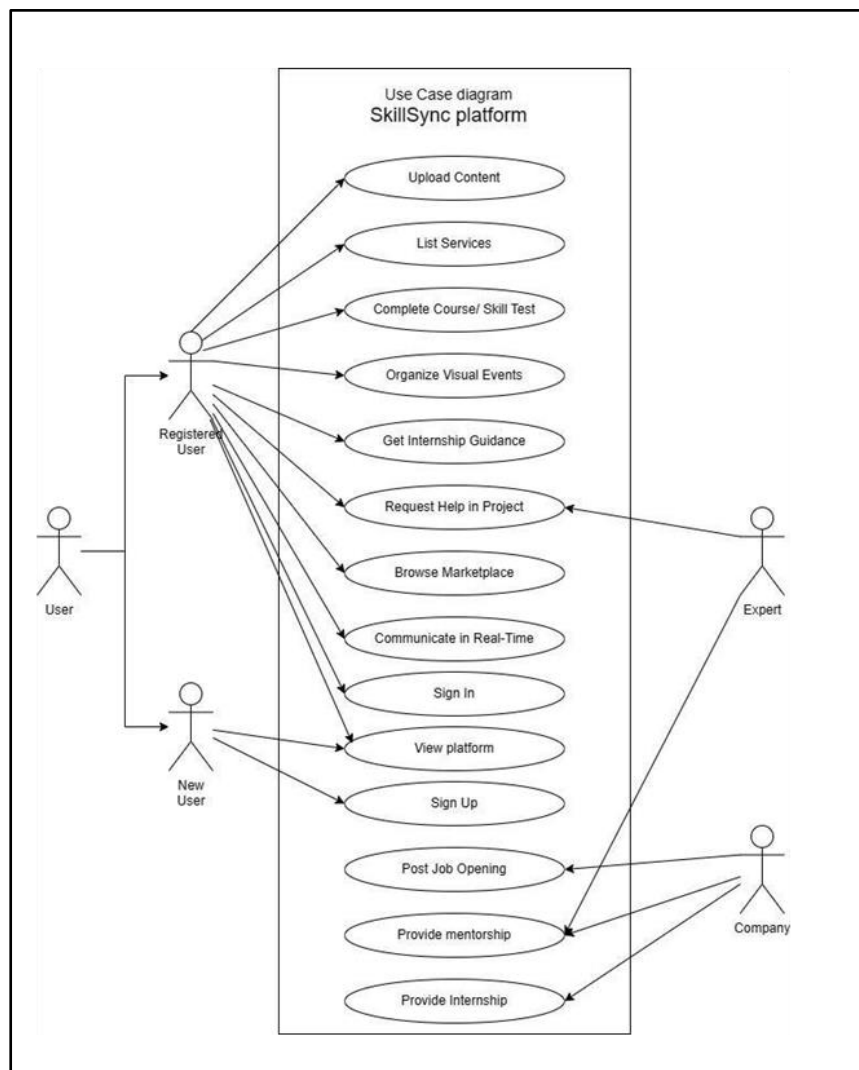 Use Case diagram
SkillSync platform
Upload Content
List Services
Complete Course/ Skill Test
Organize Visual Events
Registered
User
Get Internship Guidance
Request Help in Project
Browse Marketplace
User
Expert
Communicate in Real-Time
Sign In
View platform
New
User
Sign Up
Post Job Opening
Provide mentorship
Company
Provide Internship